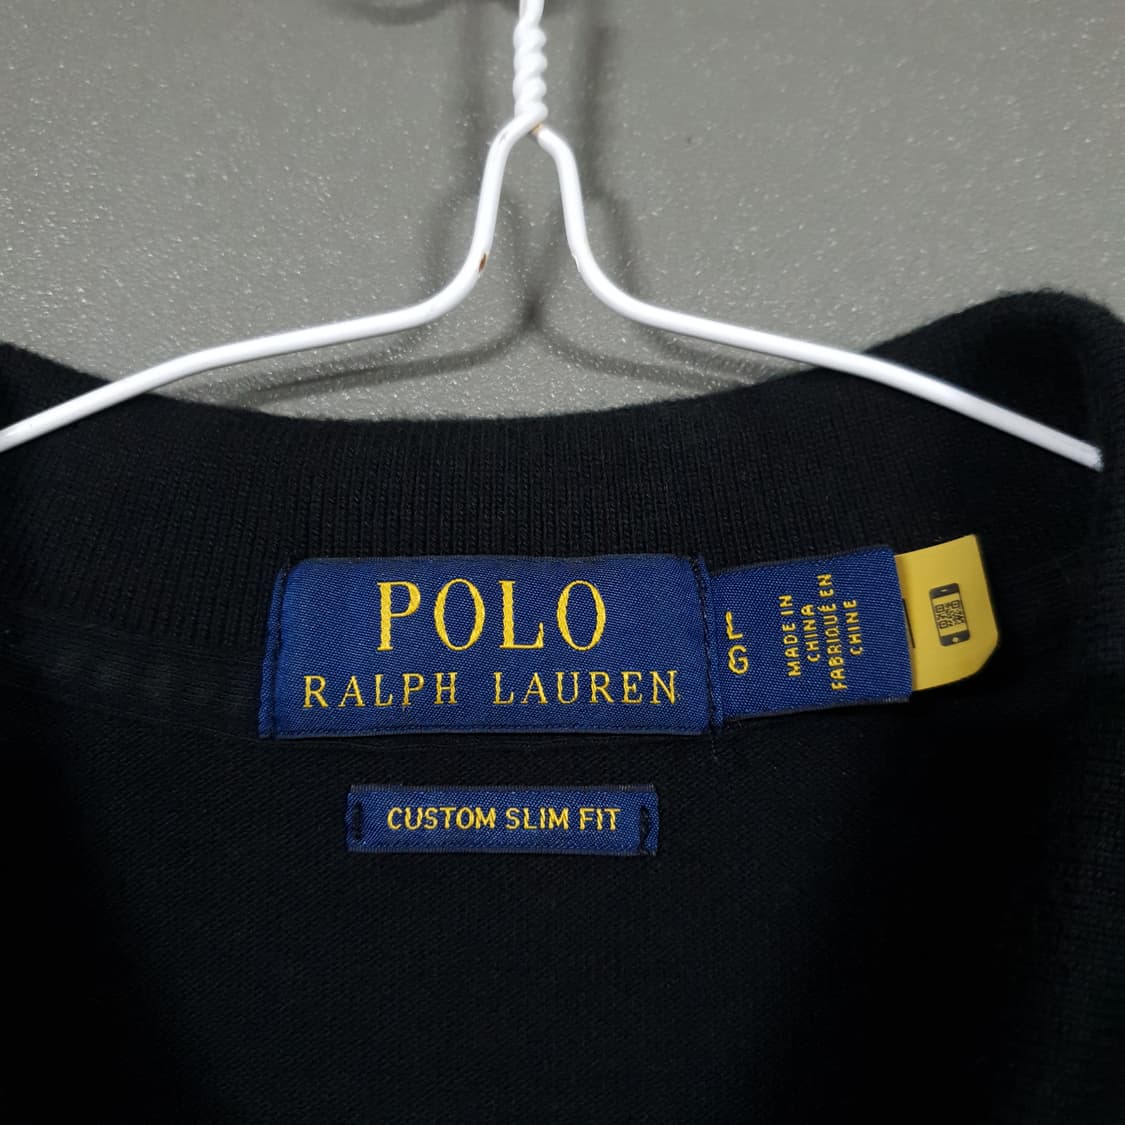 POLO
RALPH LAUREN
L
G
MADE IN
CHINA
FABRIQUÉ EN
CHINE
CUSTOM SLIM FIT